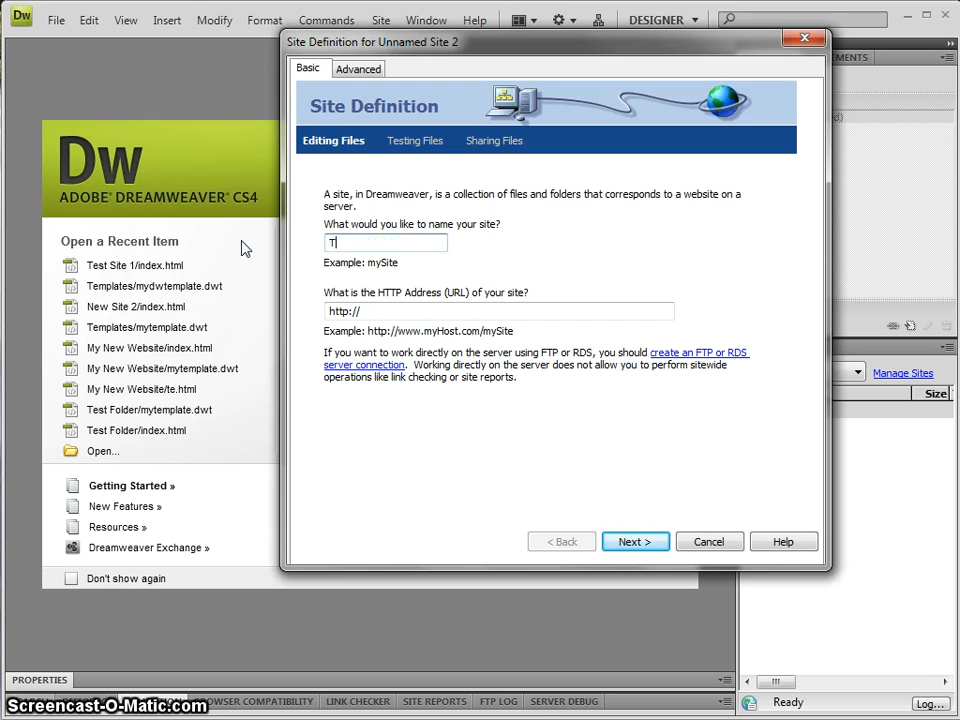 Dw File Edit View Insert Modify Format Commands Site Window Help DESIGNER
Site Definition for Unnamed Site 2
Basic Advanced
Site Definition
Editing Files Testing Files Sharing Files
A site, in Dreamweaver, is a collection of files and folders that corresponds to a website on a
server.
What would you like to name your site?
T
Example: mySite
What is the HTTP Address (URL) of your site?
http://
Example: http://www.myHost.com/mySite
If you want to work directly on the server using FTP or RDS, you should create an FTP or RDS
server connection. Working directly on the server does not allow you to perform sitewide
operations like link checking or site reports.
< Back Next > Cancel Help
Dw
ADOBE® DREAMWEAVER® CS4
Open a Recent Item
Test Site 1/index.html
Templates/mydwtemplate.dwt
New Site 2/index.html
Templates/mytemplate.dwt
My New Website/index.html
My New Website/mytemplate.dwt
My New Website/te.html
Test Folder/mytemplate.dwt
Test Folder/index.html
Open...
Getting Started »
New Features »
Resources »
Dreamweaver Exchange »
Don't show again
Manage Sites
Size
PROPERTIES
BROWSER COMPATIBILITY LINK CHECKER SITE REPORTS FTP LOG SERVER DEBUG
Ready Log...
Screencast-O-Matic.com